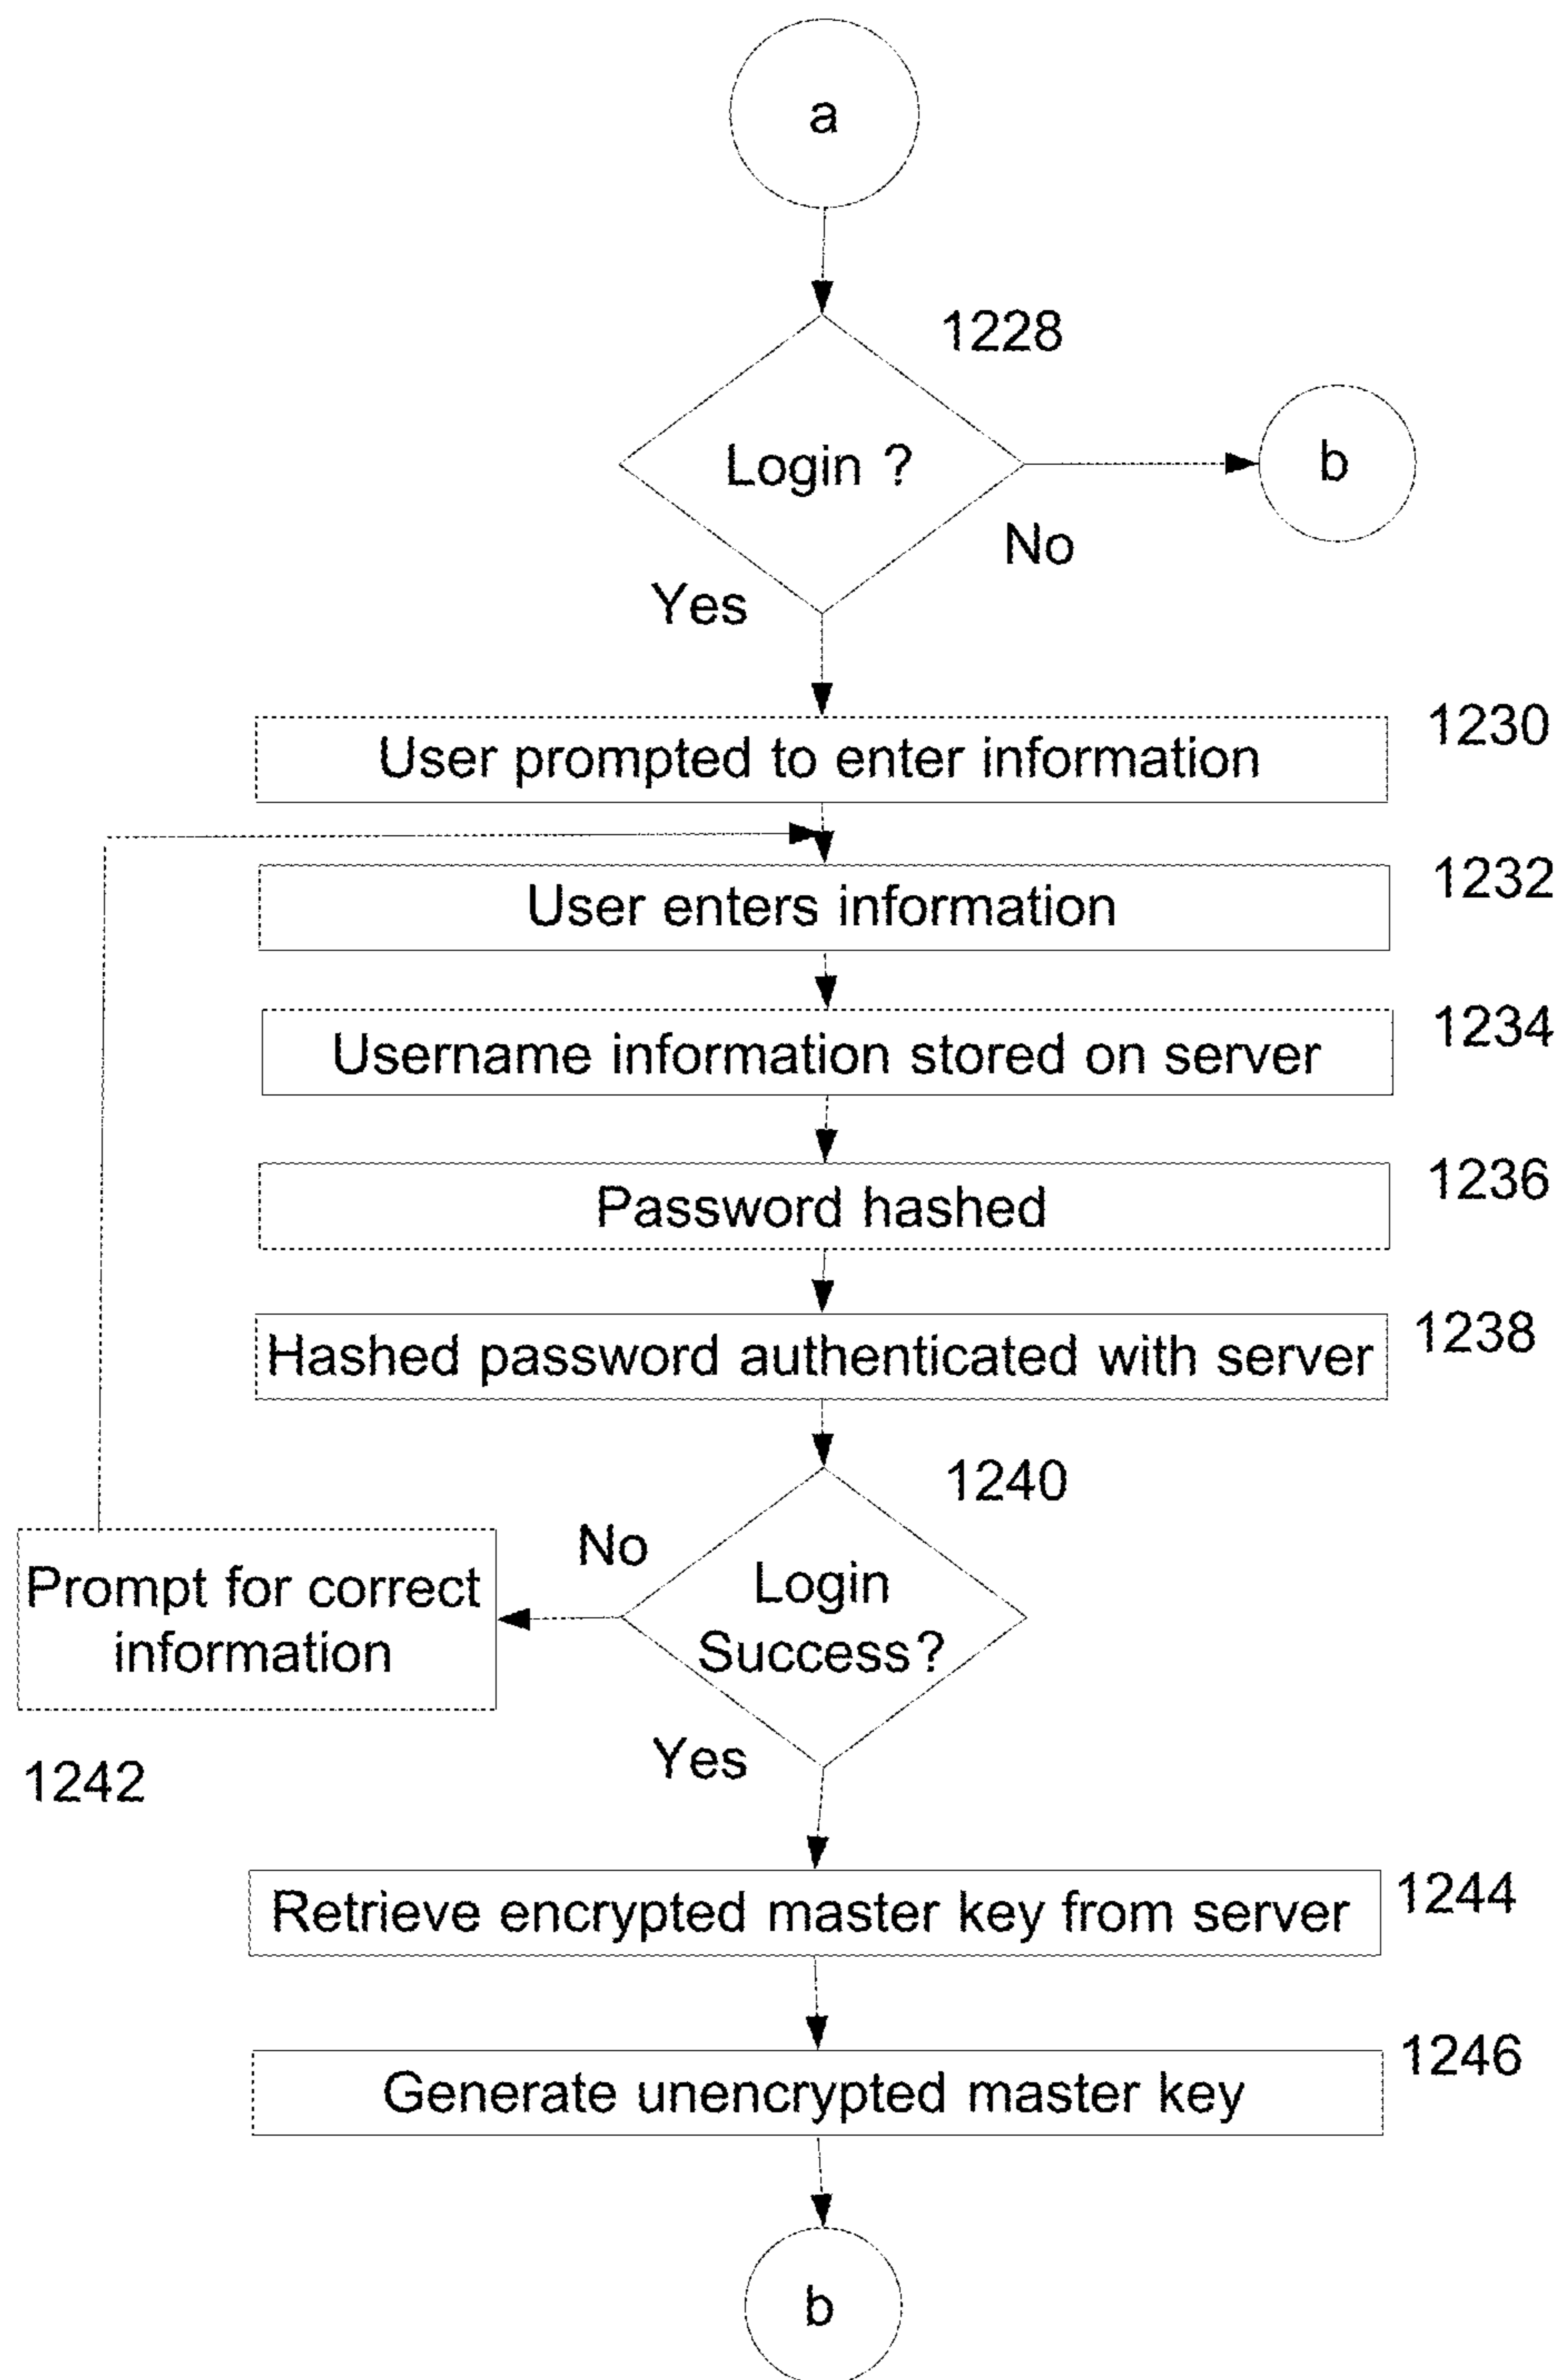 a
1228
Login ?
b
No
Yes
User prompted to enter information
1230
User enters information
1232
Username information stored on server
1234
Password hashed
1236
Hashed password authenticated with server
1238
1240
No
Login
Success?
Prompt for correct
information
Yes
1242
Retrieve encrypted master key from server
1244
Generate unencrypted master key
1246
b